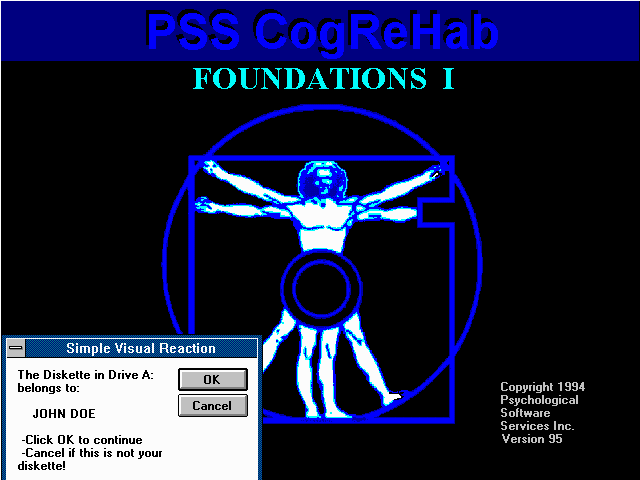 PSS CogReHab
FOUNDATIONS I
Simple Visual Reaction
The Diskette in Drive A:
belongs to:
JOHN DOE
-Click OK to continue
-Cancel if this is not your
diskette!
OK
Cancel
Copyright 1994
Psychological
Software
Services Inc.
Version 95